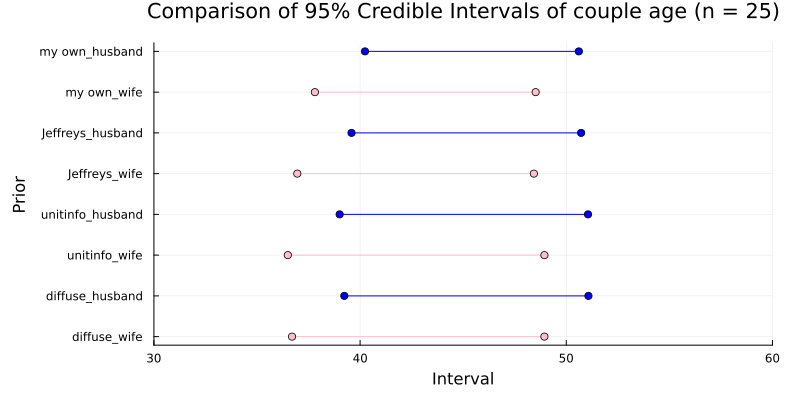 Comparison of 95% Credible Intervals of couple age (n = 25)
my own_husband
my own_wife
Jeffreys_husband
Jeffreys_wife
unitinfo_husband
unitinfo_wife
diffuse_husband
diffuse_wife
Prior
30 40 50 60
Interval